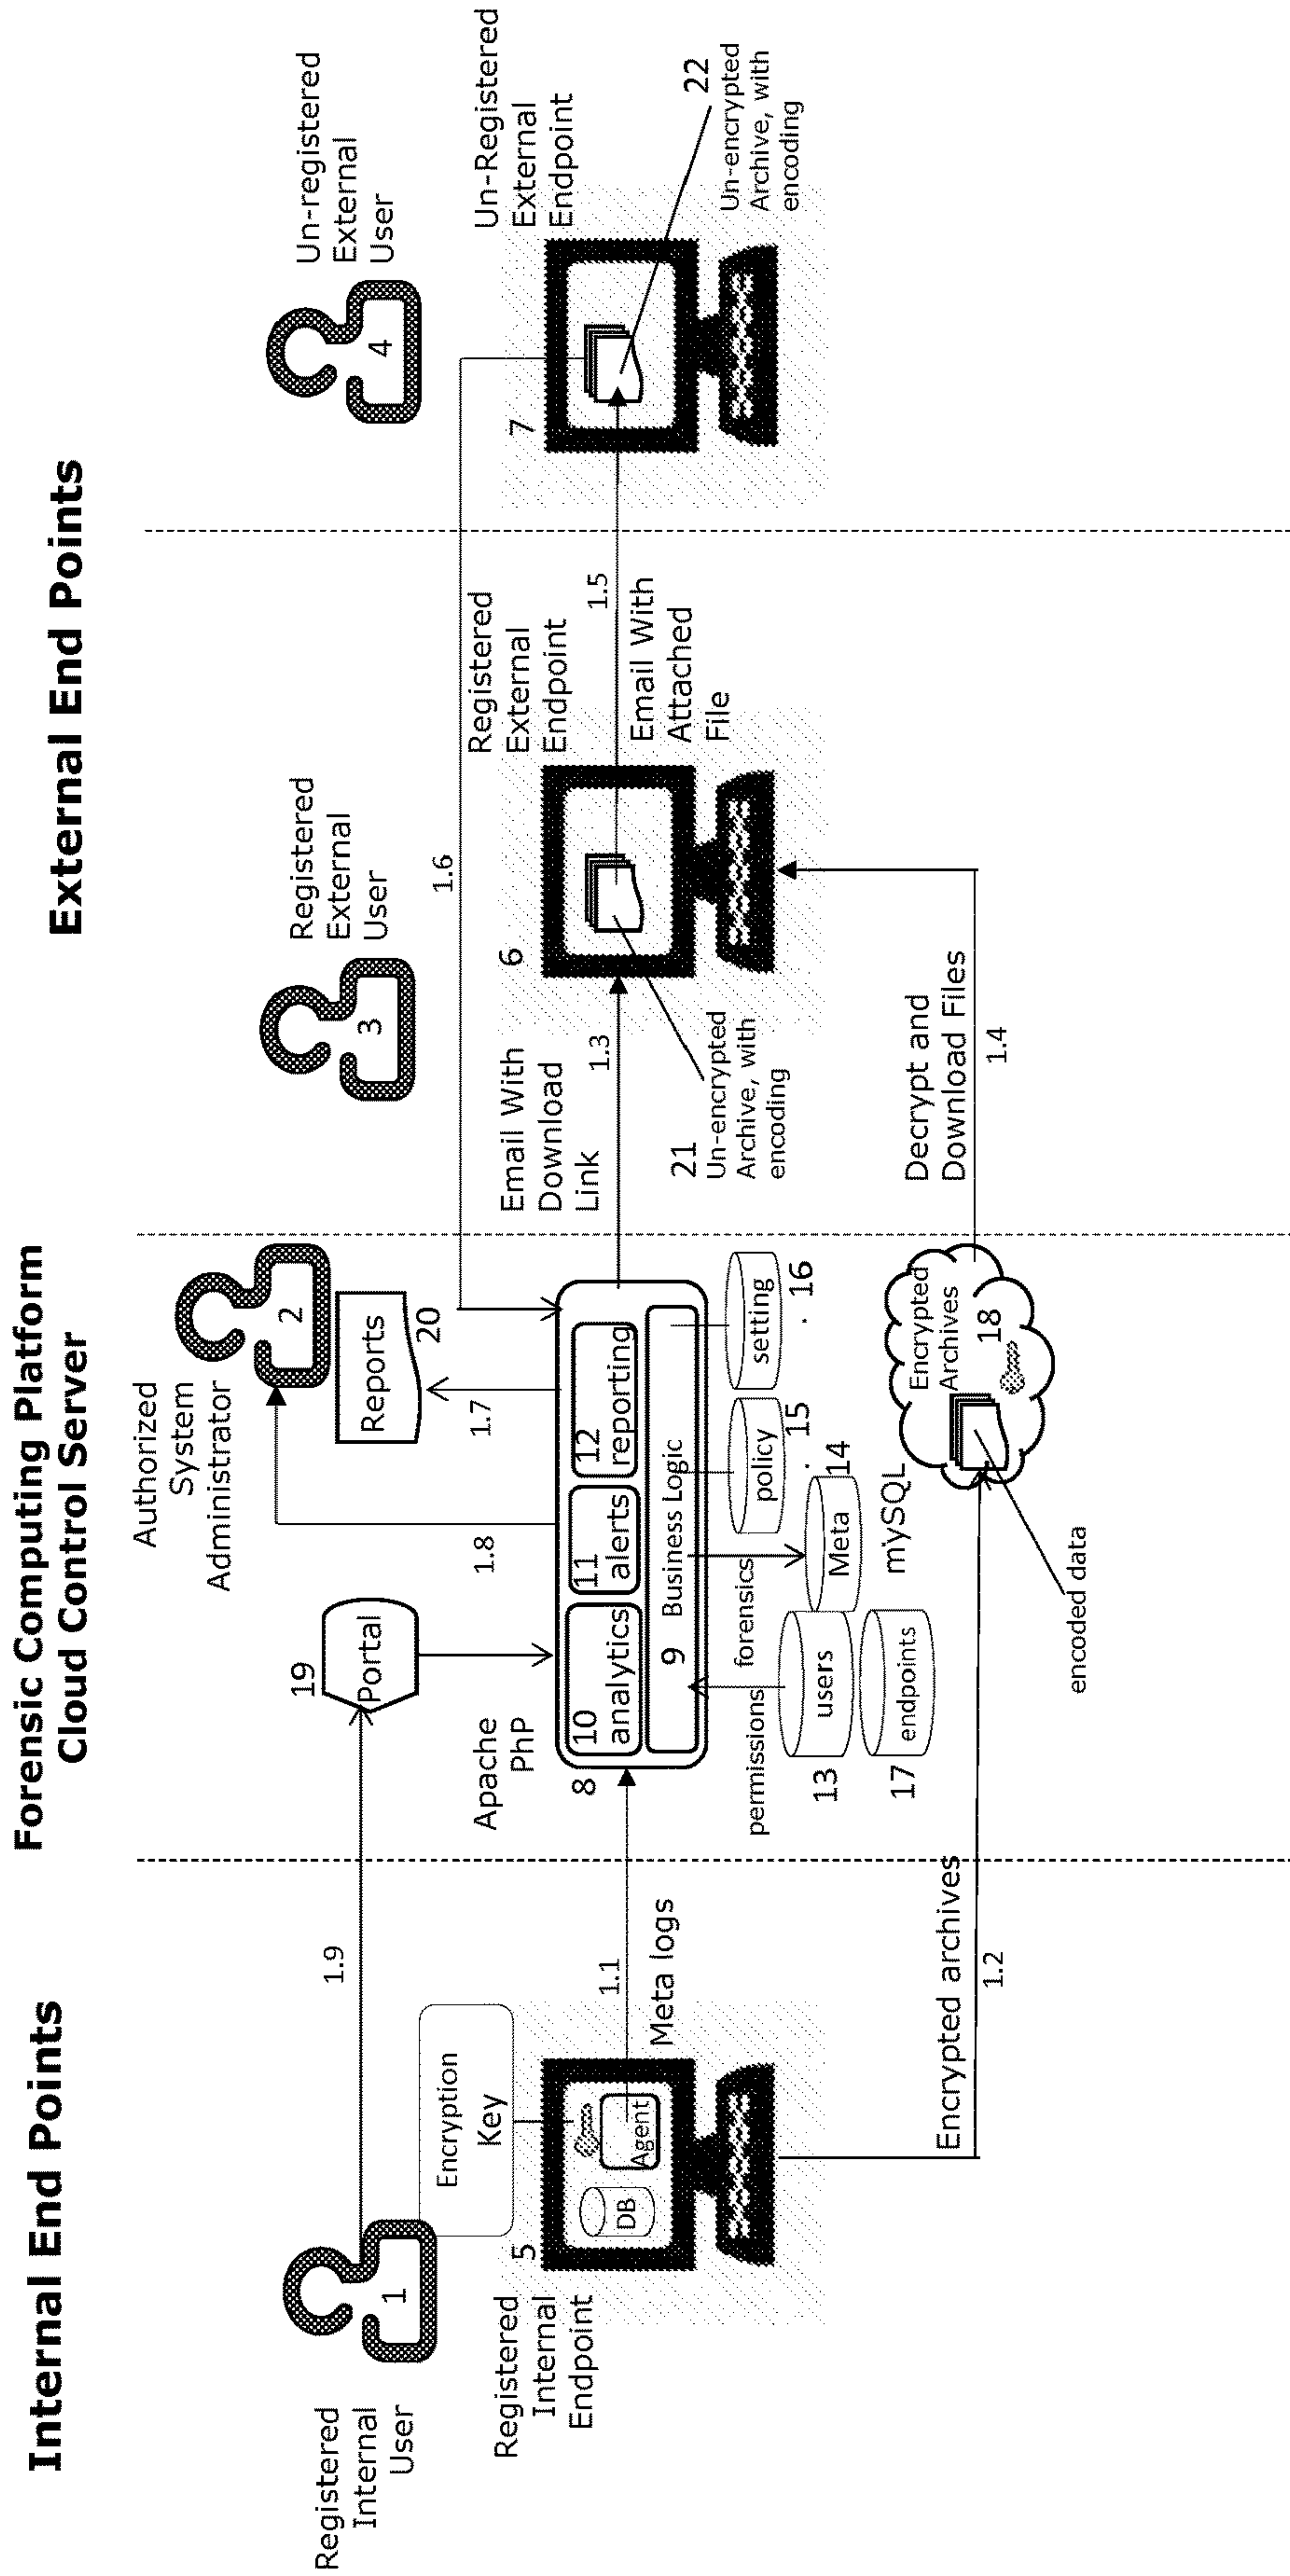 Internal End Points
Forensic Computing Platform
Cloud Control Server
External End Points
Registered
Internal
User
1
1.9
19
Portal
Authorized
System
Administrator
2
1.8
1.7
Reports
20
Registered
External
User
3
1.6
Un-registered
External
User
4
Encryption
Key
Registered
Internal
Endpoint
5
DB
Agent
1.1
Meta logs
Apache
PhP
8
10
analytics
11
alerts
12
reporting
9
Business Logic
permissions
forensics
13
users
17
endpoints
Meta
14
mySQL
policy
15
setting
16
Email With
Download
Link
1.3
6
Registered
External
Endpoint
21
Un-encrypted
Archive, with
encoding
1.5
Email With
Attached
File
7
Un-Registered
External
Endpoint
22
Un-encrypted
Archive, with
encoding
Encrypted archives
1.2
Encrypted
Archives
18
encoded data
Decrypt and
Download Files
1.4